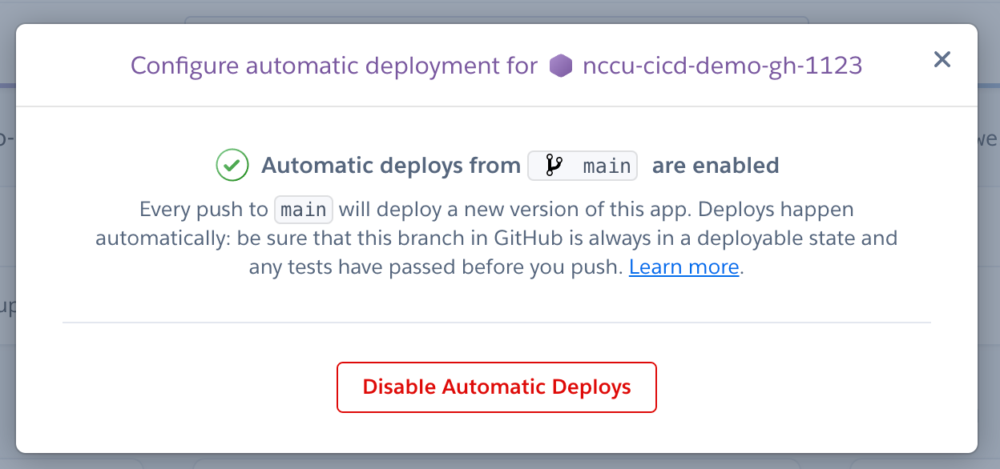 Configure automatic deployment for nccu-cicd-demo-gh-1123
Automatic deploys from main are enabled
Every push to main will deploy a new version of this app. Deploys happen
automatically: be sure that this branch in GitHub is always in a deployable state and
any tests have passed before you push. Learn more.
Disable Automatic Deploys